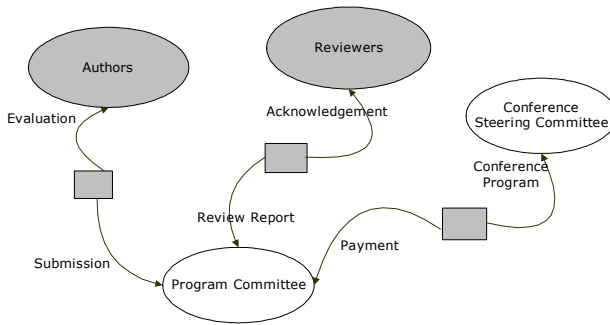 Reviewers
Authors
Acknowledgement
Evaluation
Conference
Steering Committee
Conference
Program
Review Report
Payment
Submission
Program Committee